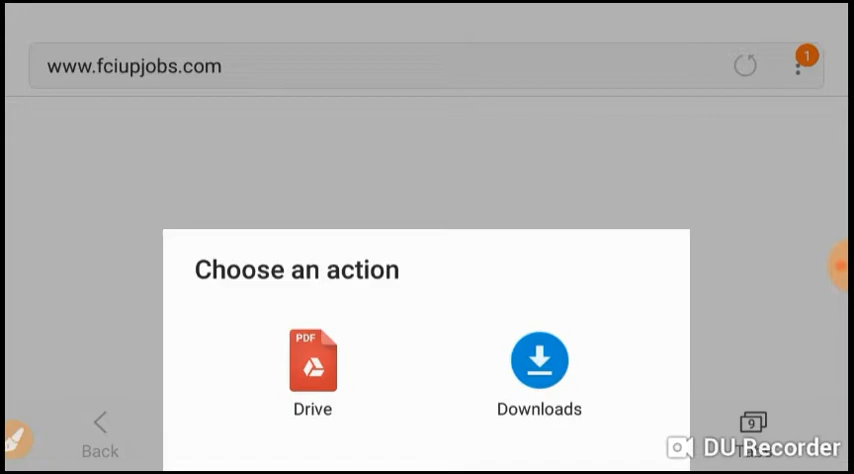 www.fciupjobs.com
1
Choose an action
PDF
Drive
Downloads
Back
9
DU Recorder